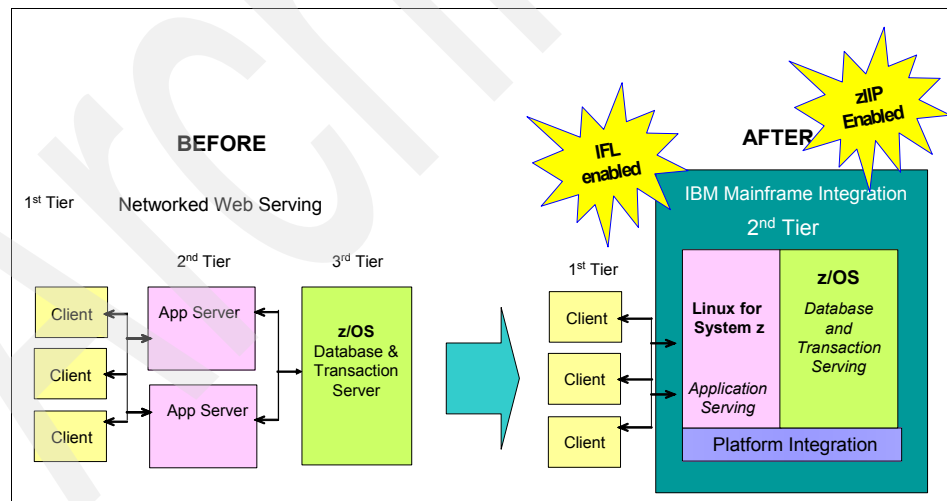 BEFORE
1st Tier
Networked Web Serving
2nd Tier
3rd Tier
Client
Client
Client
App Server
App Server
z/OS
Database &
Transaction
Server
IFL
enabled
zIIP
Enabled
AFTER
IBM Mainframe Integration
2nd Tier
1st Tier
Client
Client
Client
Linux for
System z
Application
Serving
z/OS
Database
and
Transaction
Serving
Platform Integration